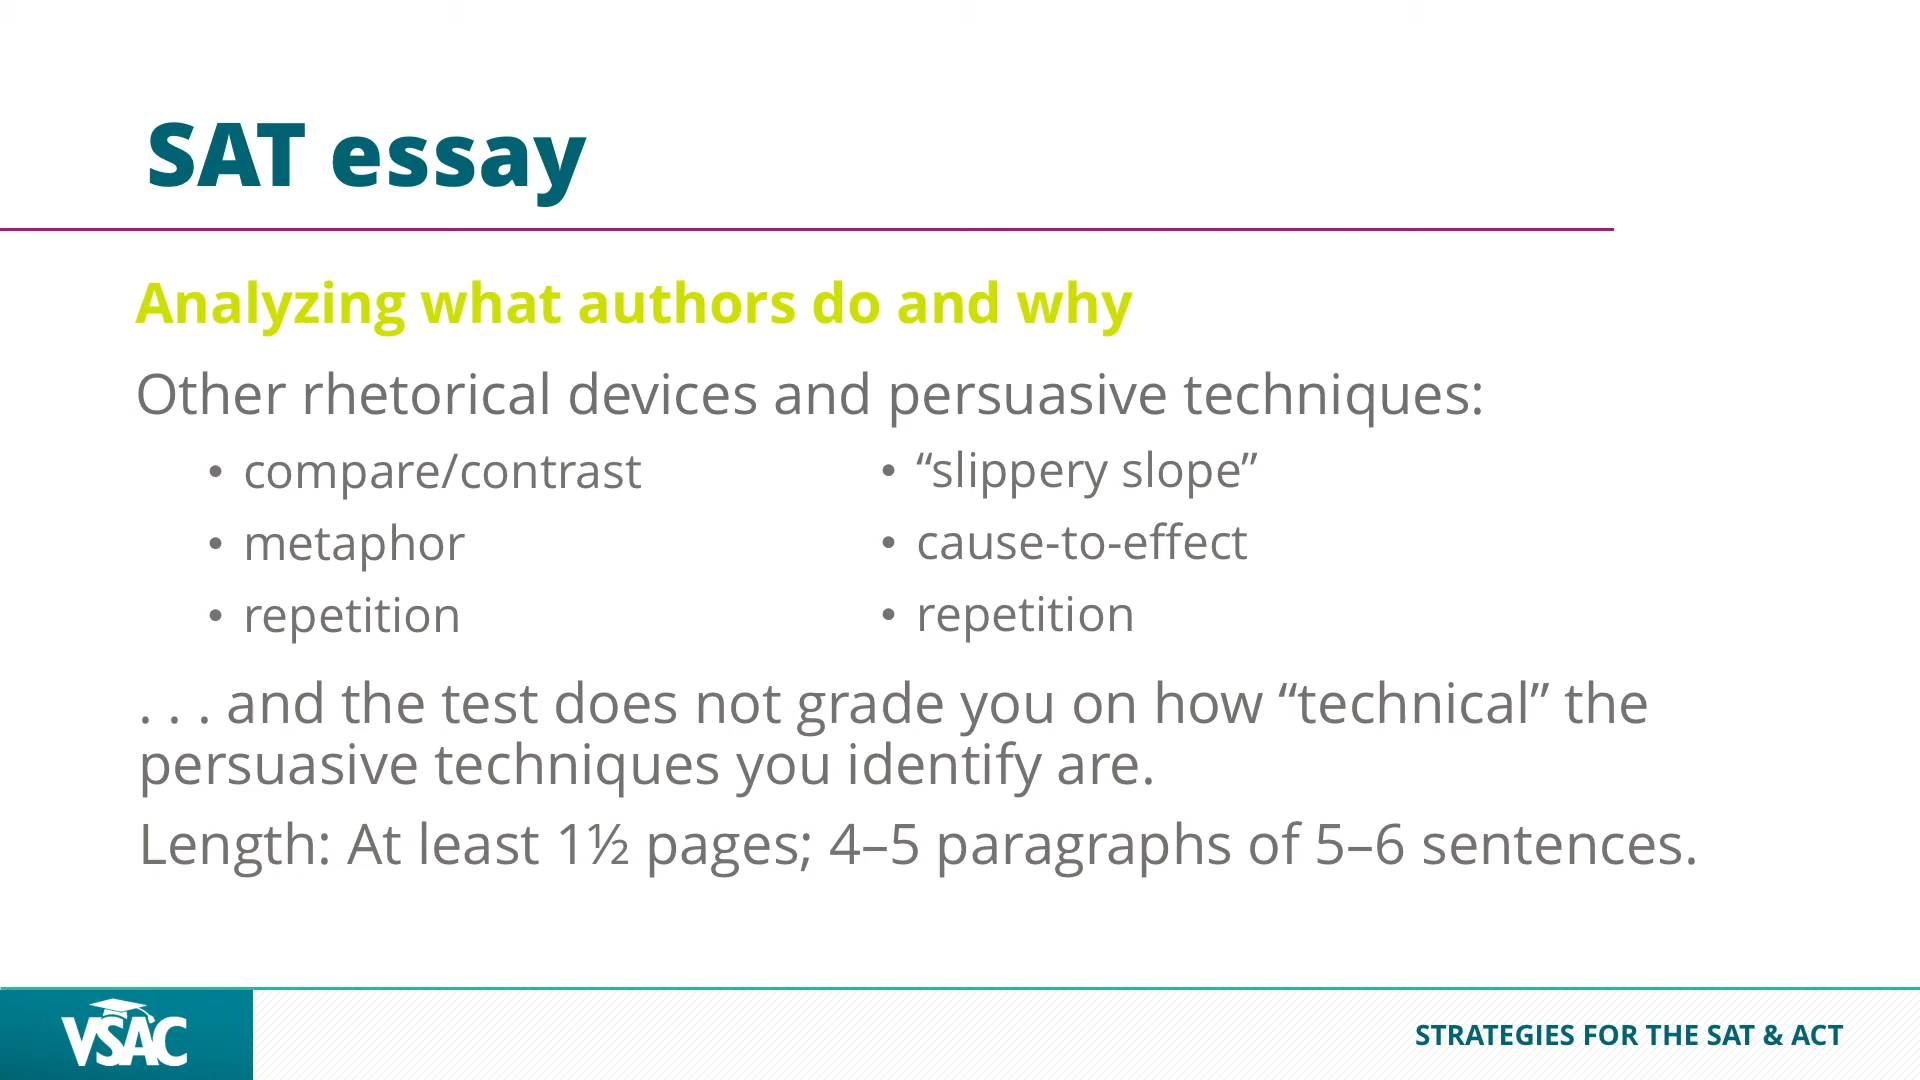 SAT essay
Analyzing what authors do and why
Other rhetorical devices and persuasive techniques:
• compare/contrast
• metaphor
• repetition
• “slippery slope”
• cause-to-effect
• repetition
. . . and the test does not grade you on how “technical” the
persuasive techniques you identify are.
Length: At least 1½ pages; 4–5 paragraphs of 5–6 sentences.
VSAC
STRATEGIES FOR THE SAT & ACT